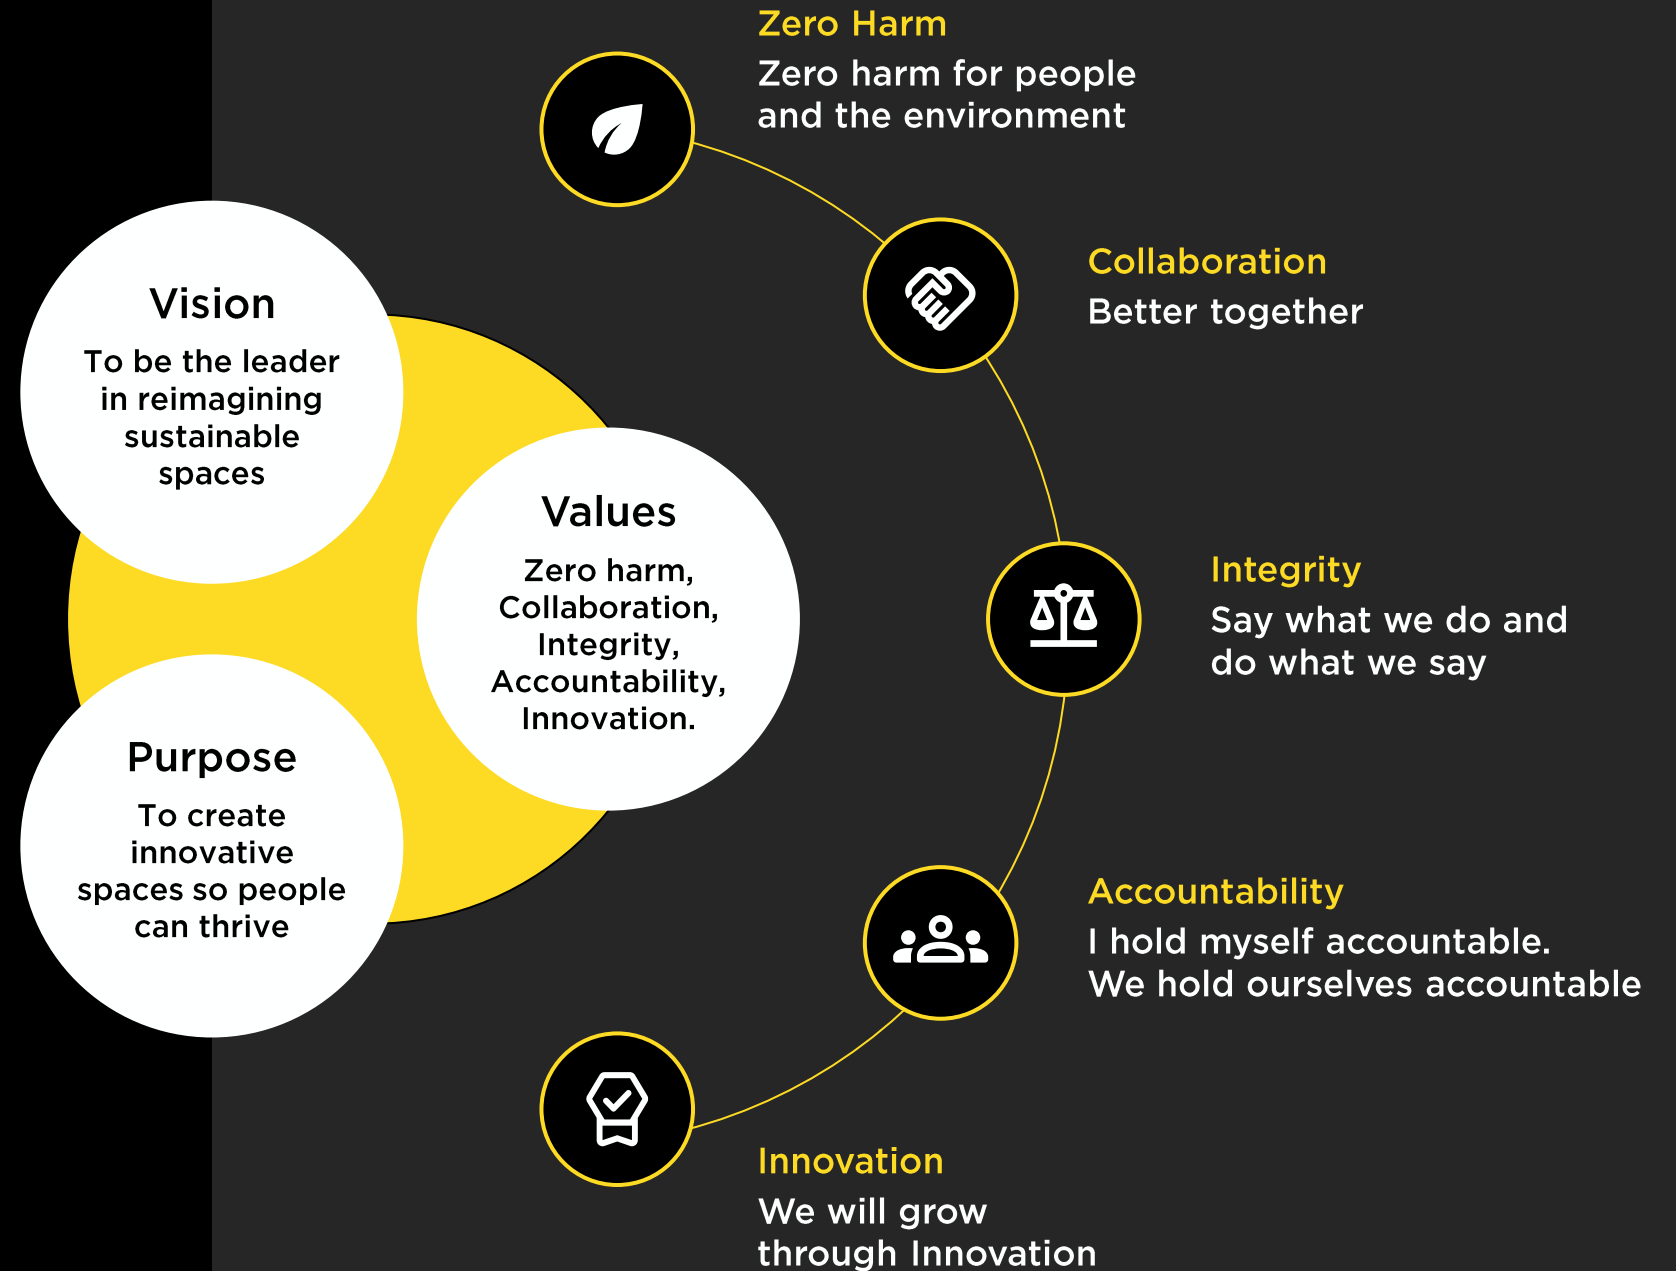 Vision
To be the leader
in reimagining
sustainable
spaces
Purpose
To create
innovative
spaces so people
can thrive
Values
Zero harm,
Collaboration,
Integrity,
Accountability,
Innovation.
Zero Harm
Zero harm for people
and the environment
Collaboration
Better together
Integrity
Say what we do and
do what we say
Accountability
I hold myself accountable.
We hold ourselves accountable
Innovation
We will grow
through Innovation